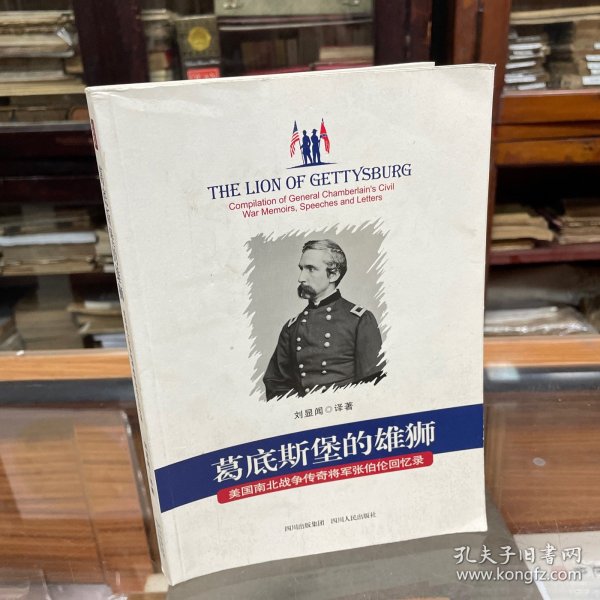 THE LION OF GETTYSBURG
Compilation of General Chamberlain's Civil
War Memoirs, Speeches and Letters
刘显闻◎译著
葛底斯堡的雄狮
美国南北战争传奇将军张伯伦回忆录
四川出版集团 四川人民出版社
孔夫子旧书网
www.kongfz.com